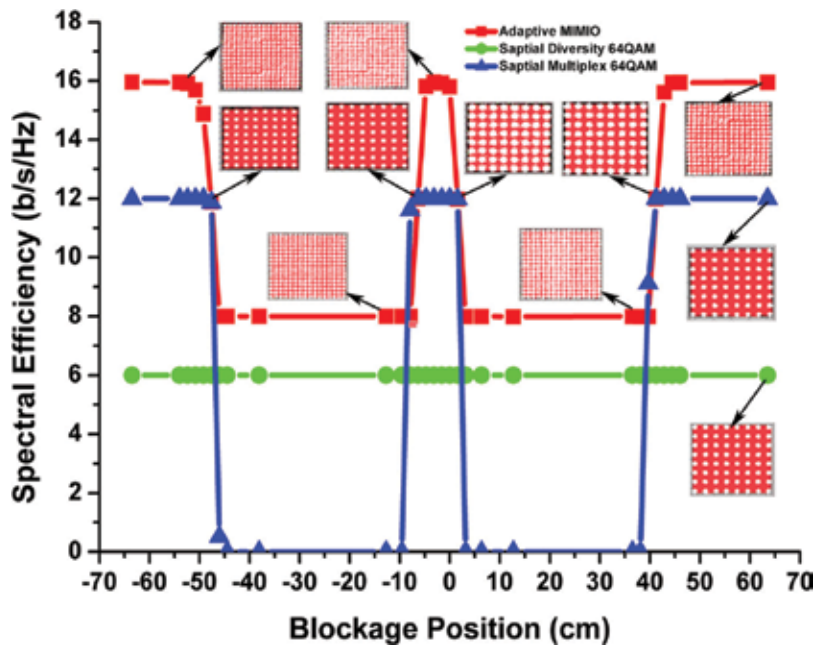 18
16
14
12
10
8
6
4
2
0
Spectral Efficiency (b/s/Hz)
Adaptive MIMIO
Saptial Diversity 64QAM
Saptial Multiplex 64QAM
-70 -60 -50 -40 -30 -20 -10 0 10 20 30 40 50 60 70
Blockage Position (cm)